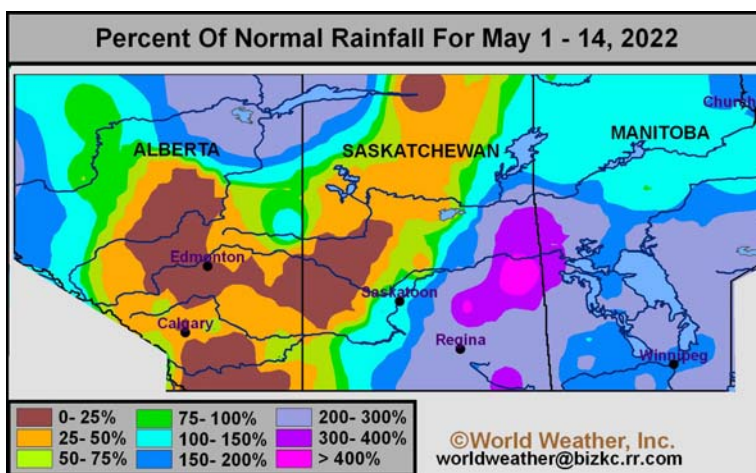 Percent Of Normal Rainfall For May 1 - 14, 2022
ALBERTA
SASKATCHEWAN
MANITOBA
Church
Edmonton
Saskatoon
Calgary
Regina
Winnipeg
0- 25%
75- 100%
200- 300%
25- 50%
100- 150%
300- 400%
50- 75%
150- 200%
> 400%
©World Weather, Inc.
worldweather@bizkc.rr.com